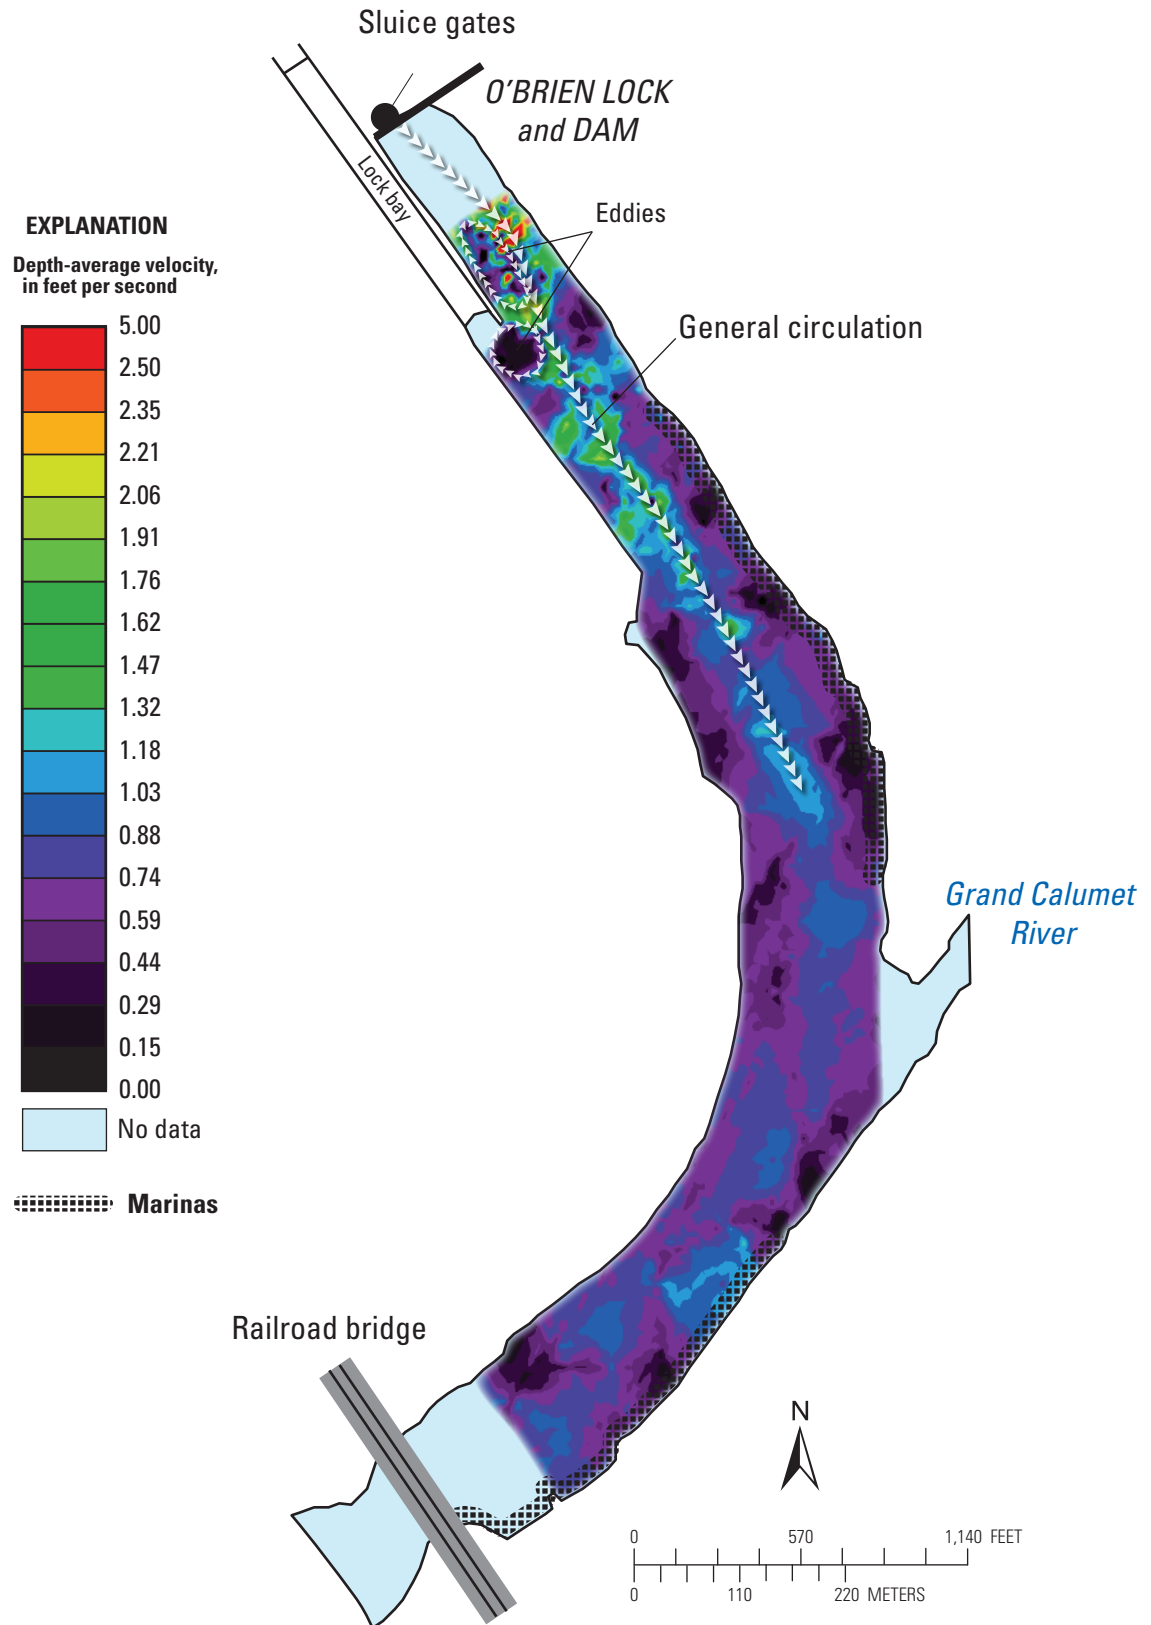 Sluice gates
O'BRIEN LOCK
and DAM
Lock bay
Eddies
General circulation
EXPLANATION
Depth-average velocity,
in feet per second
5.00
2.50
2.35
2.21
2.06
1.91
1.76
1.62
1.47
1.32
1.18
1.03
0.88
0.74
0.59
0.44
0.29
0.15
0.00
No data
Marinas
Grand Calumet
River
Railroad bridge
N
0 570 1,140 FEET
0 110 220 METERS